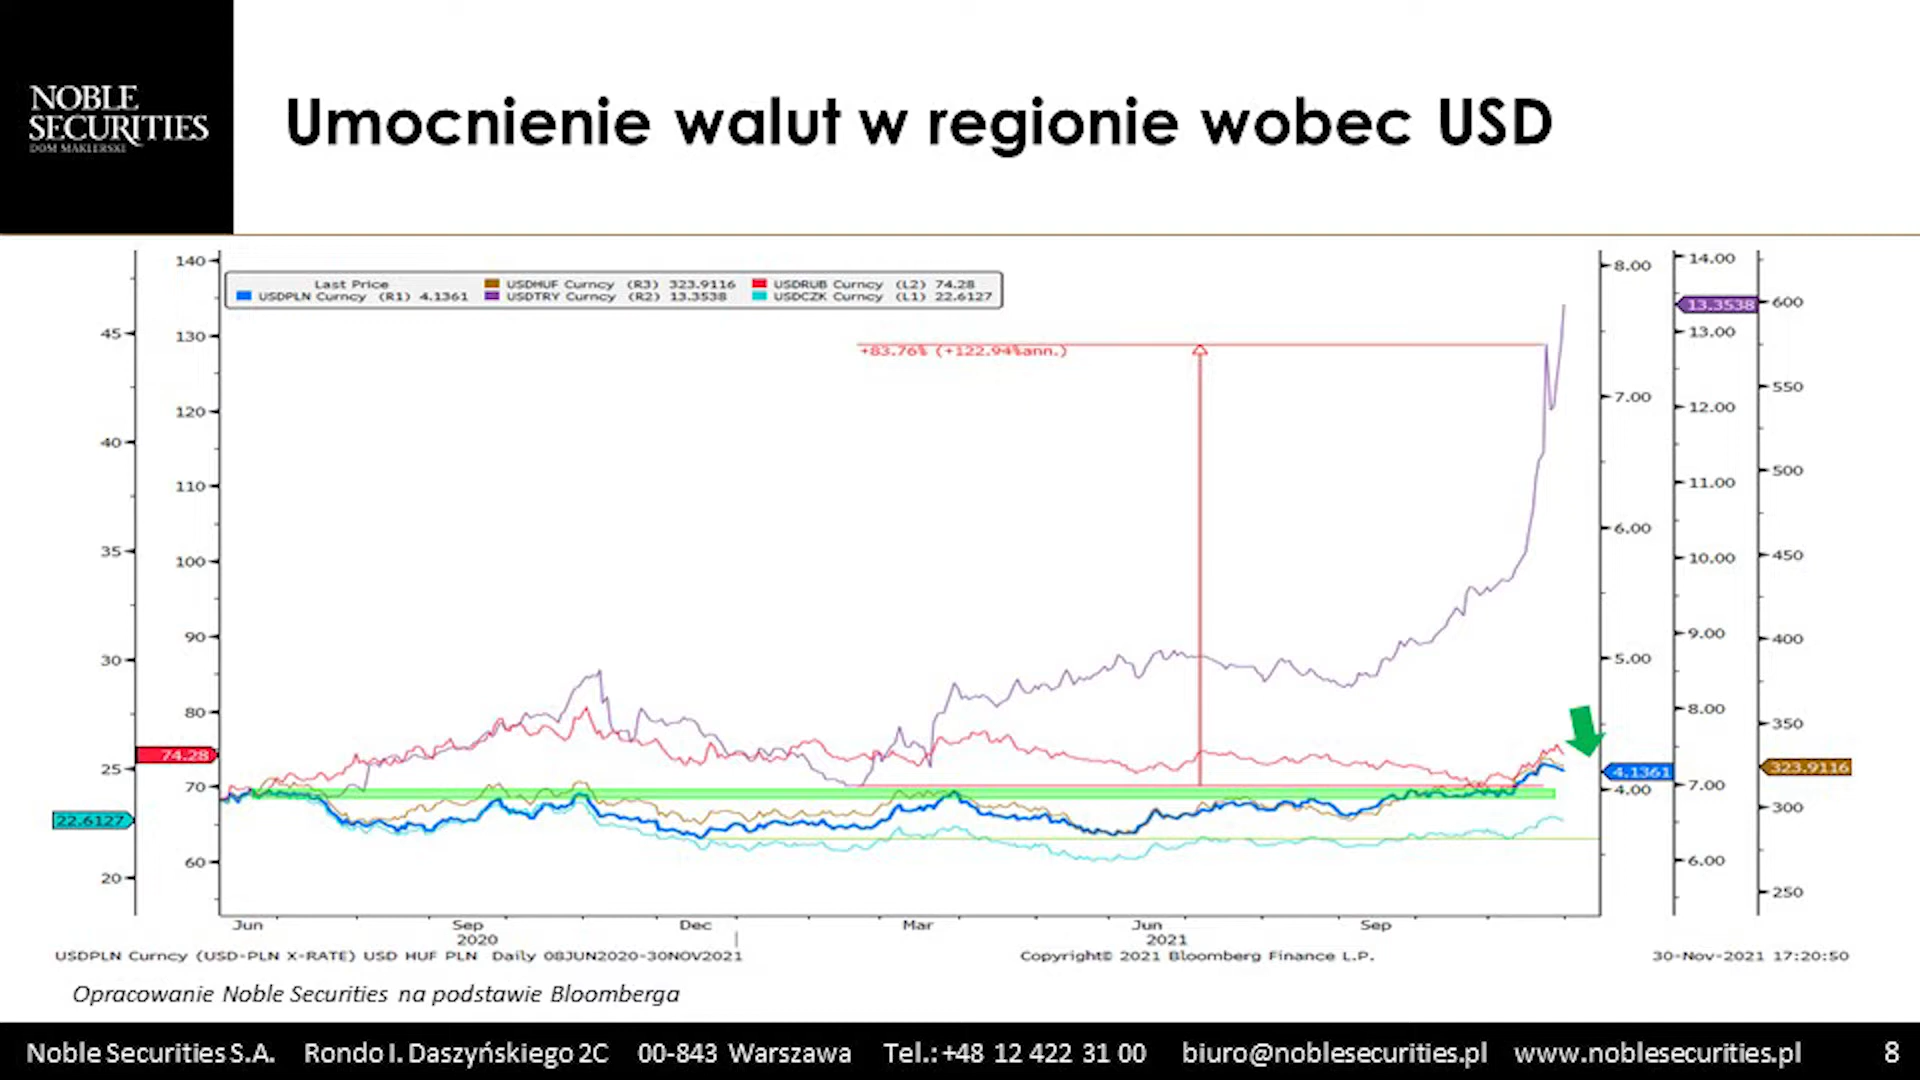 NOBLE
SECURITIES
DOM MAKLERSKI
Umocnienie walut w regionie wobec USD
Last Price
USDPLN Curncy (R1) 4.1361
USDHUF Curncy (R3) 323.9116
USDTRY Curncy (R2) 13.3538
USDRUB Curncy (L2) 74.28
USDCZK Curncy (L1) 22.6127
+83.76% (+122.94%ann.)
45
40
35
30
25
22.6127
20
140
130
120
110
100
90
80
74.28
70
60
8.00
7.00
6.00
5.00
4.1361
4.00
14.00
13.3538
13.00
12.00
11.00
10.00
9.00
8.00
7.00
6.00
600
550
500
450
400
350
323.9116
300
250
Jun Sep Dec Mar Jun Sep
2020 2021
USDPLN Curncy (USD-PLN X-RATE) USD HUF PLN Daily 08JUN2020-30NOV2021 Copyright© 2021 Bloomberg Finance L.P. 30-Nov-2021 17:20:50
Opracowanie Noble Securities na podstawie Bloomberga
Noble Securities S.A. Rondo I. Daszyńskiego 2C 00-843 Warszawa Tel.: +48 12 422 31 00 biuro@noblesecurities.pl www.noblesecurities.pl 8